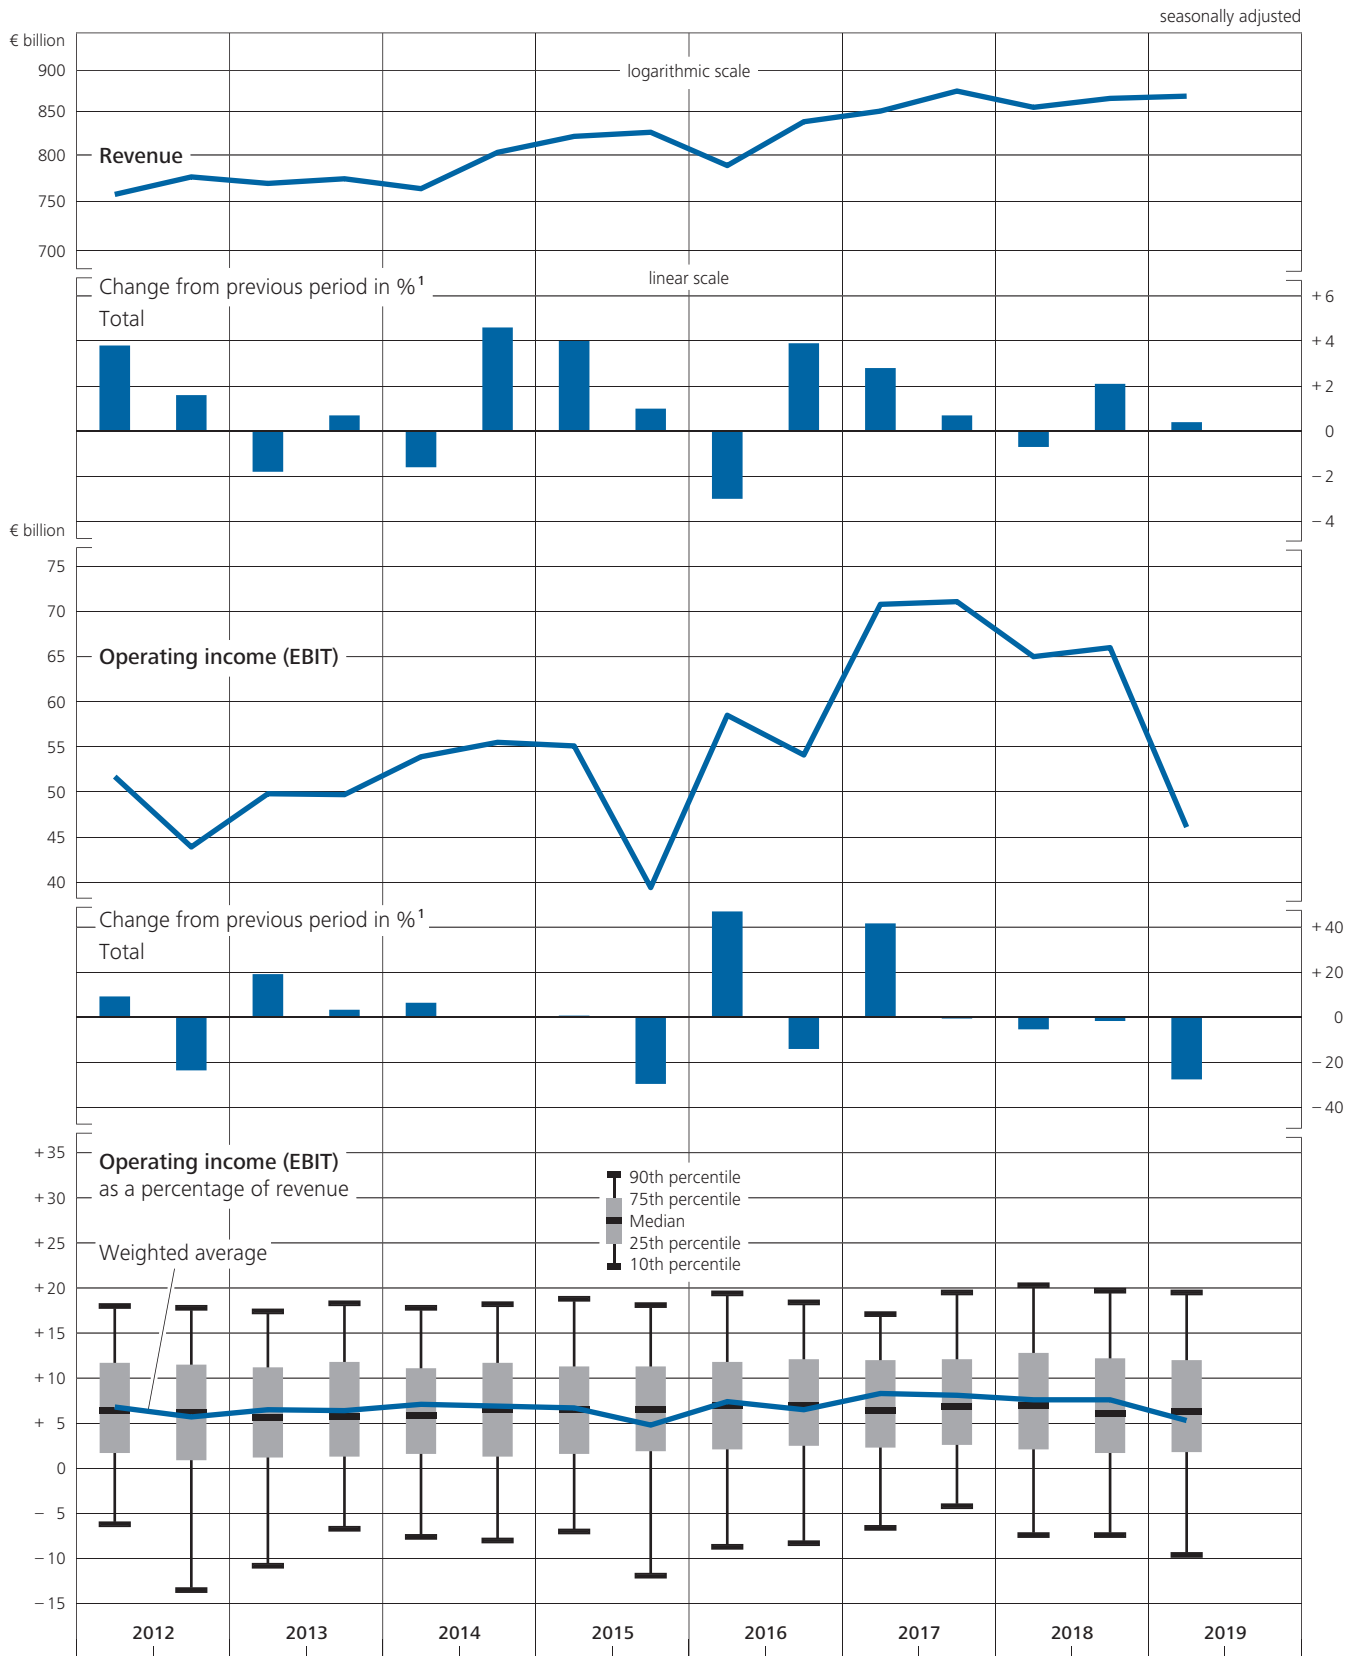 seasonally adjusted
€ billion
900
850
800
750
700
logarithmic scale
Revenue
Change from previous period in %¹
Total
linear scale
+ 6
+ 4
+ 2
0
− 2
− 4
€ billion
75
70
65
60
55
50
45
40
Operating income (EBIT)
Change from previous period in %¹
Total
+ 40
+ 20
0
− 20
− 40
+ 35
+ 30
+ 25
+ 20
+ 15
+ 10
+ 5
0
− 5
− 10
− 15
Operating income (EBIT)
as a percentage of revenue
Weighted average
90th percentile
75th percentile
Median
25th percentile
10th percentile
2012 2013 2014 2015 2016 2017 2018 2019